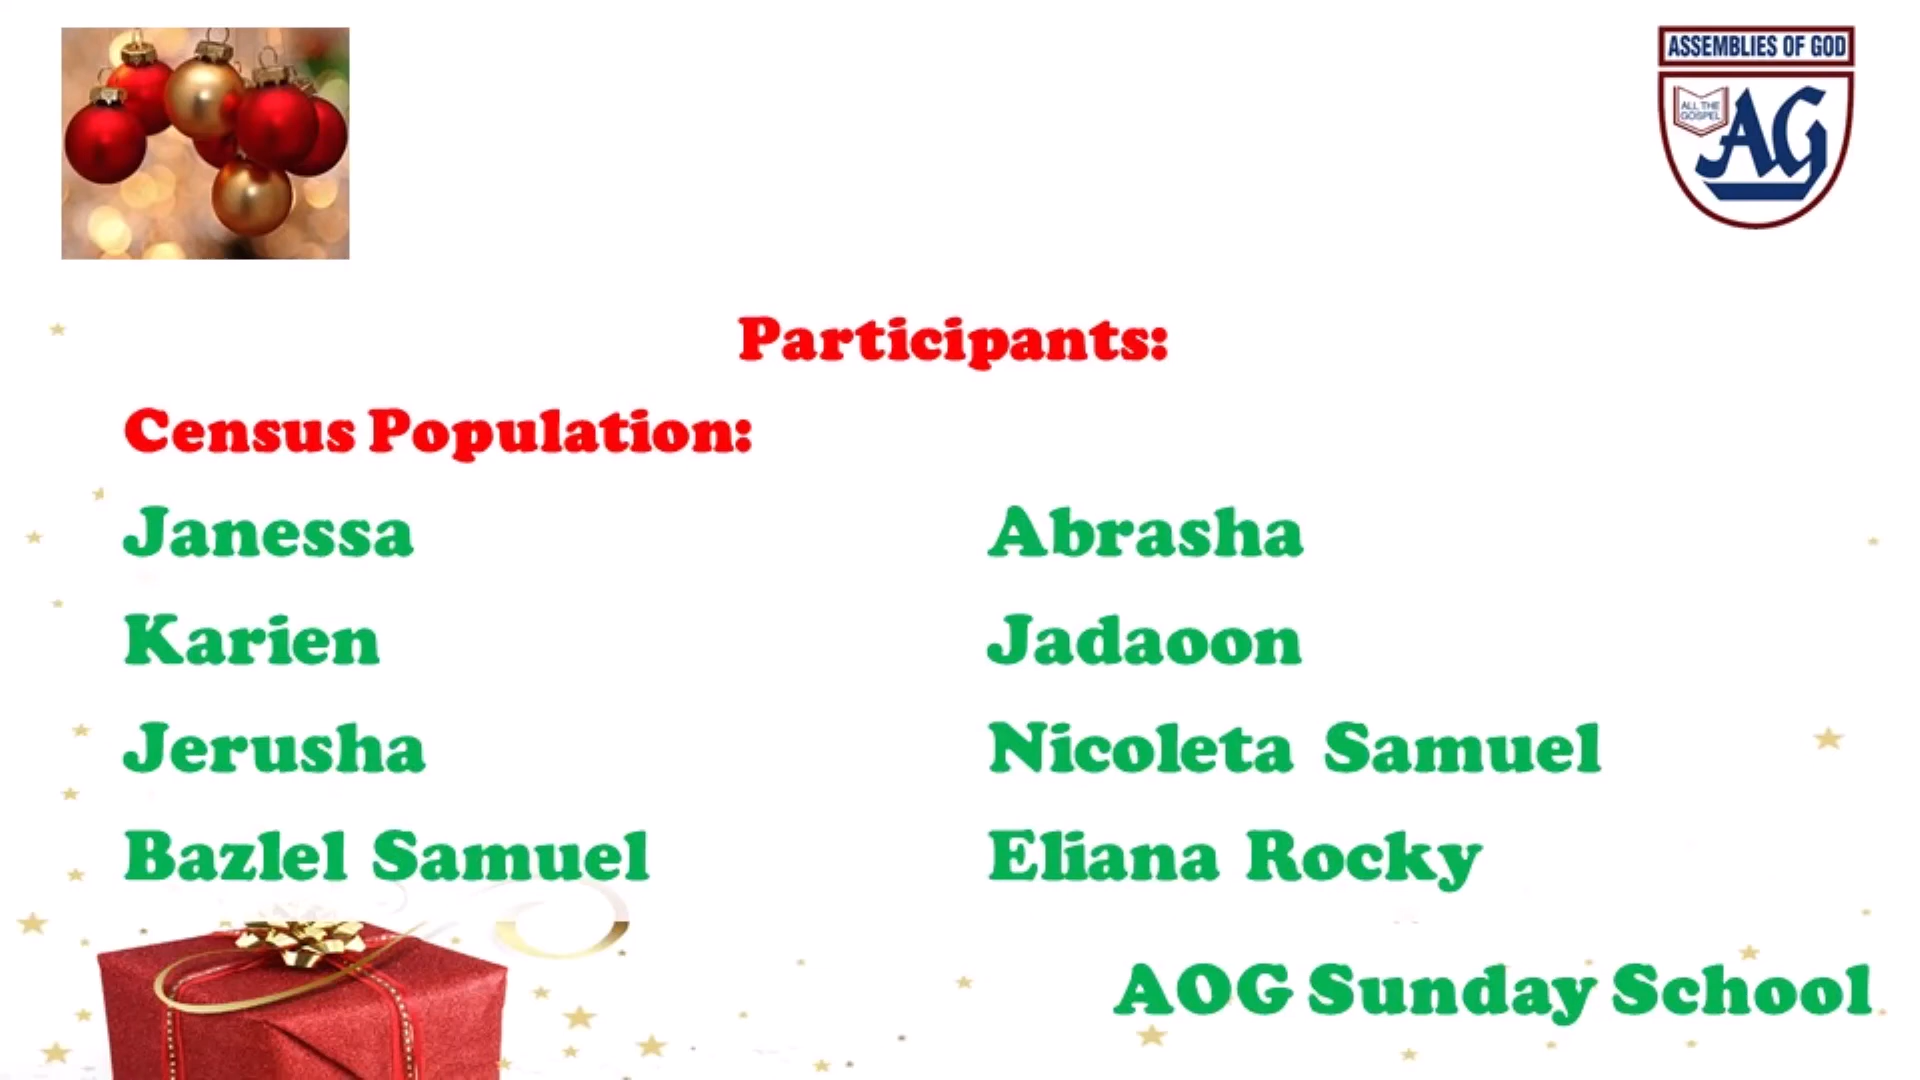 ASSEMBLIES OF GOD
ALL THE
GOSPEL
AG
Participants:
Census Population:
Janessa
Abrasha
Karien
Jadaoon
Jerusha
Nicoleta Samuel
Bazlel Samuel
Eliana Rocky
AOG Sunday School